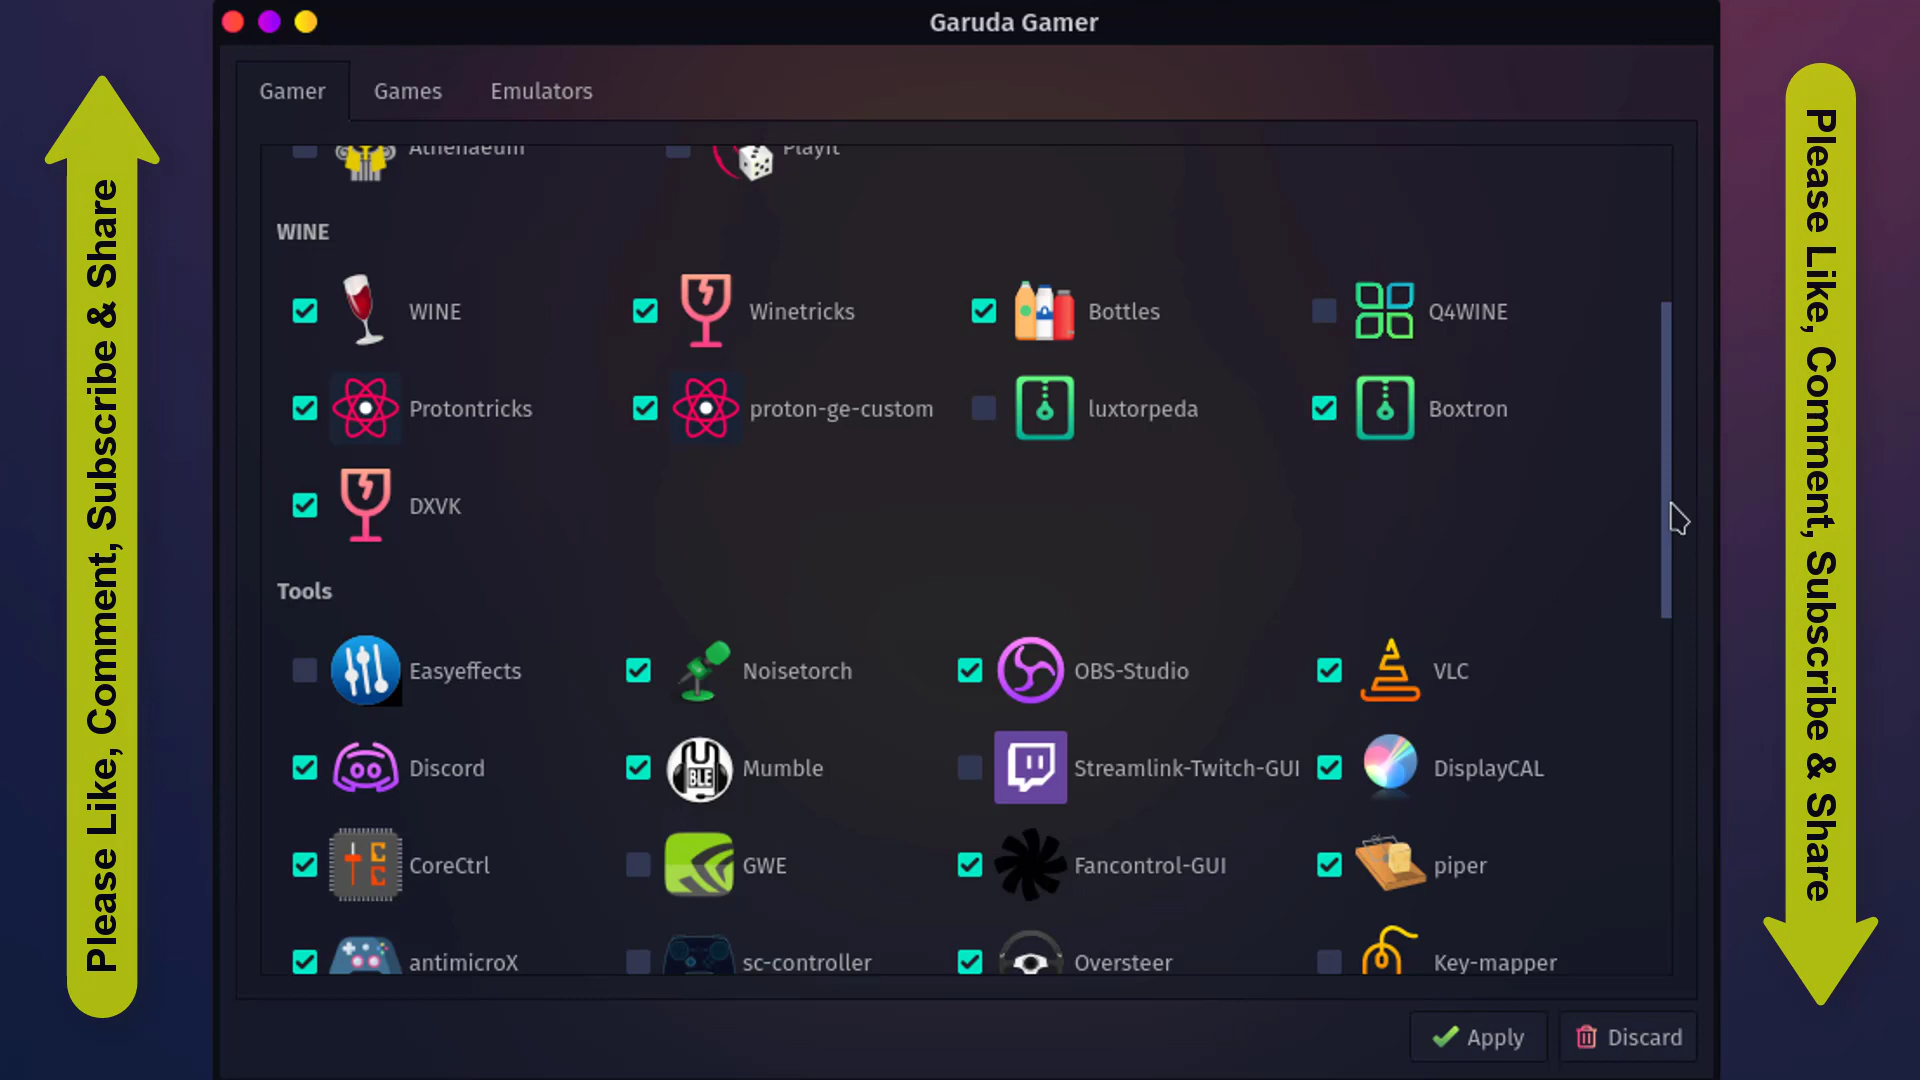 Garuda Gamer
Gamer Games Emulators
Athenaeum PlayIt
WINE
WINE Winetricks Bottles Q4WINE
Protontricks proton-ge-custom luxtorpeda Boxtron
DXVK
Tools
Easyeffects Noisetorch OBS-Studio VLC
Discord Mumble Streamlink-Twitch-GUI DisplayCAL
CoreCtrl GWE Fancontrol-GUI piper
antimicroX sc-controller Oversteer Key-mapper
Apply Discard
Please Like, Comment, Subscribe & Share
Please Like, Comment, Subscribe & Share